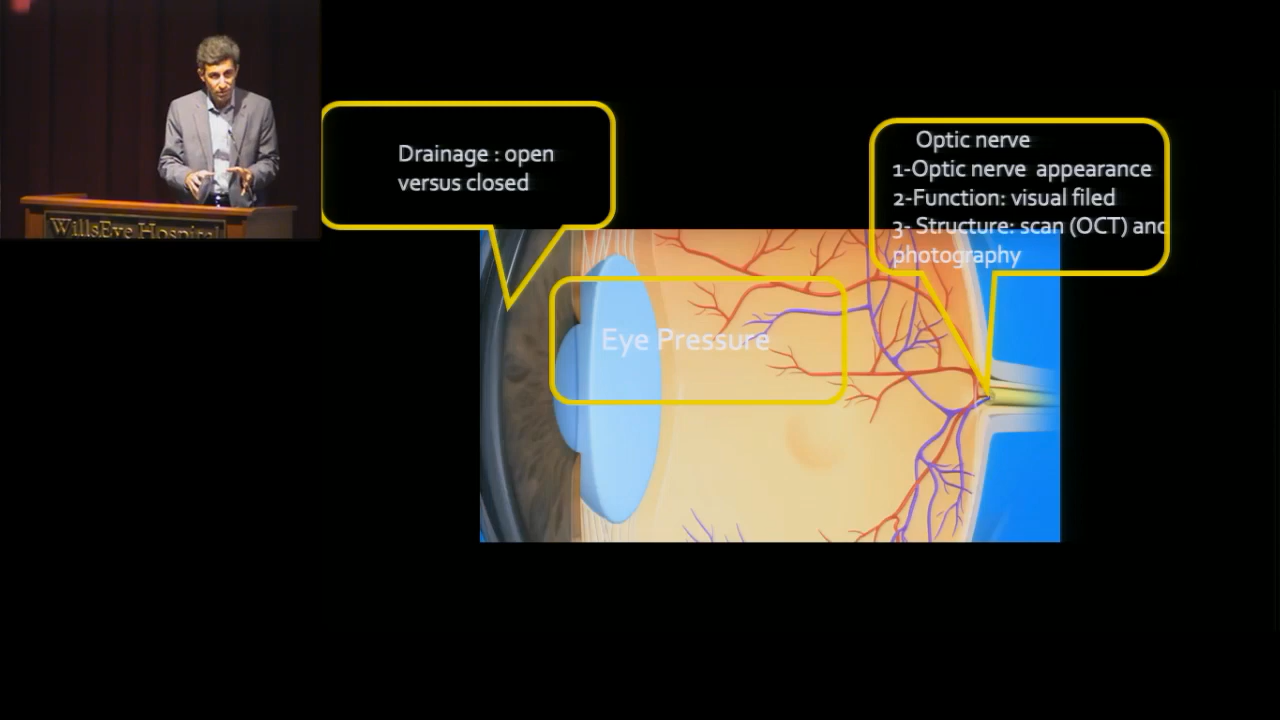 WillsEye Hospital
Drainage : open
versus closed
Optic nerve
1-Optic nerve appearance
2-Function: visual filed
3- Structure: scan (OCT) and
photography
Eye Pressure